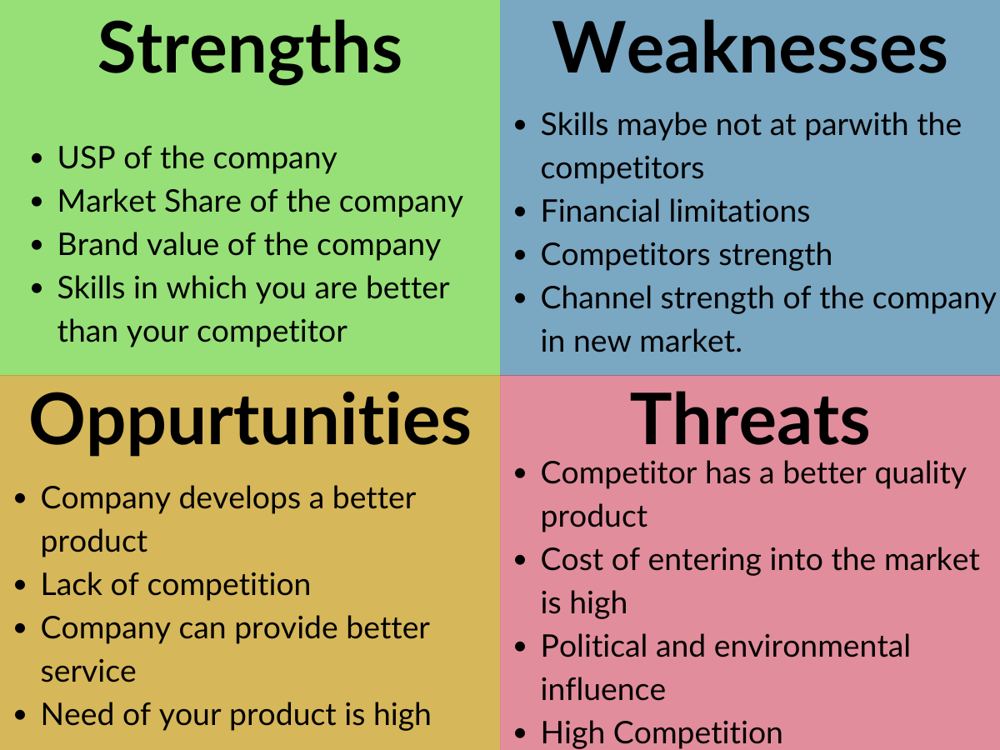 Strengths
• USP of the company
• Market Share of the company
• Brand value of the company
• Skills in which you are better
than your competitor
Weaknesses
• Skills maybe not at parwith the
competitors
• Financial limitations
• Competitors strength
• Channel strength of the company
in new market.
Oppurtunities
• Company develops a better
product
• Lack of competition
• Company can provide better
service
• Need of your product is high
Threats
• Competitor has a better quality
product
• Cost of entering into the market
is high
• Political and environmental
influence
• High Competition